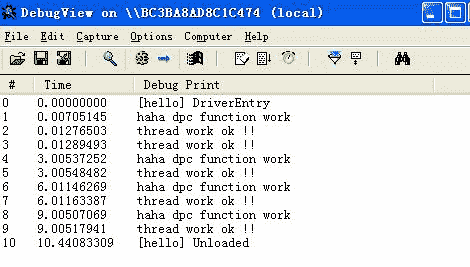 DebugView on \\BC3BA8AD8C1C474 (local)
File Edit Capture Options Computer Help
# Time Debug Print
0 0.00000000 [hello] DriverEntry
1 0.00705145 haha dpc function work
2 0.01276503 thread work ok !!
3 0.01289493 thread work ok !!
4 3.00537252 haha dpc function work
5 3.00548482 thread work ok !!
6 6.01146269 haha dpc function work
7 6.01163387 thread work ok !!
8 9.00507069 haha dpc function work
9 9.00517941 thread work ok !!
10 10.44083309 [hello] Unloaded